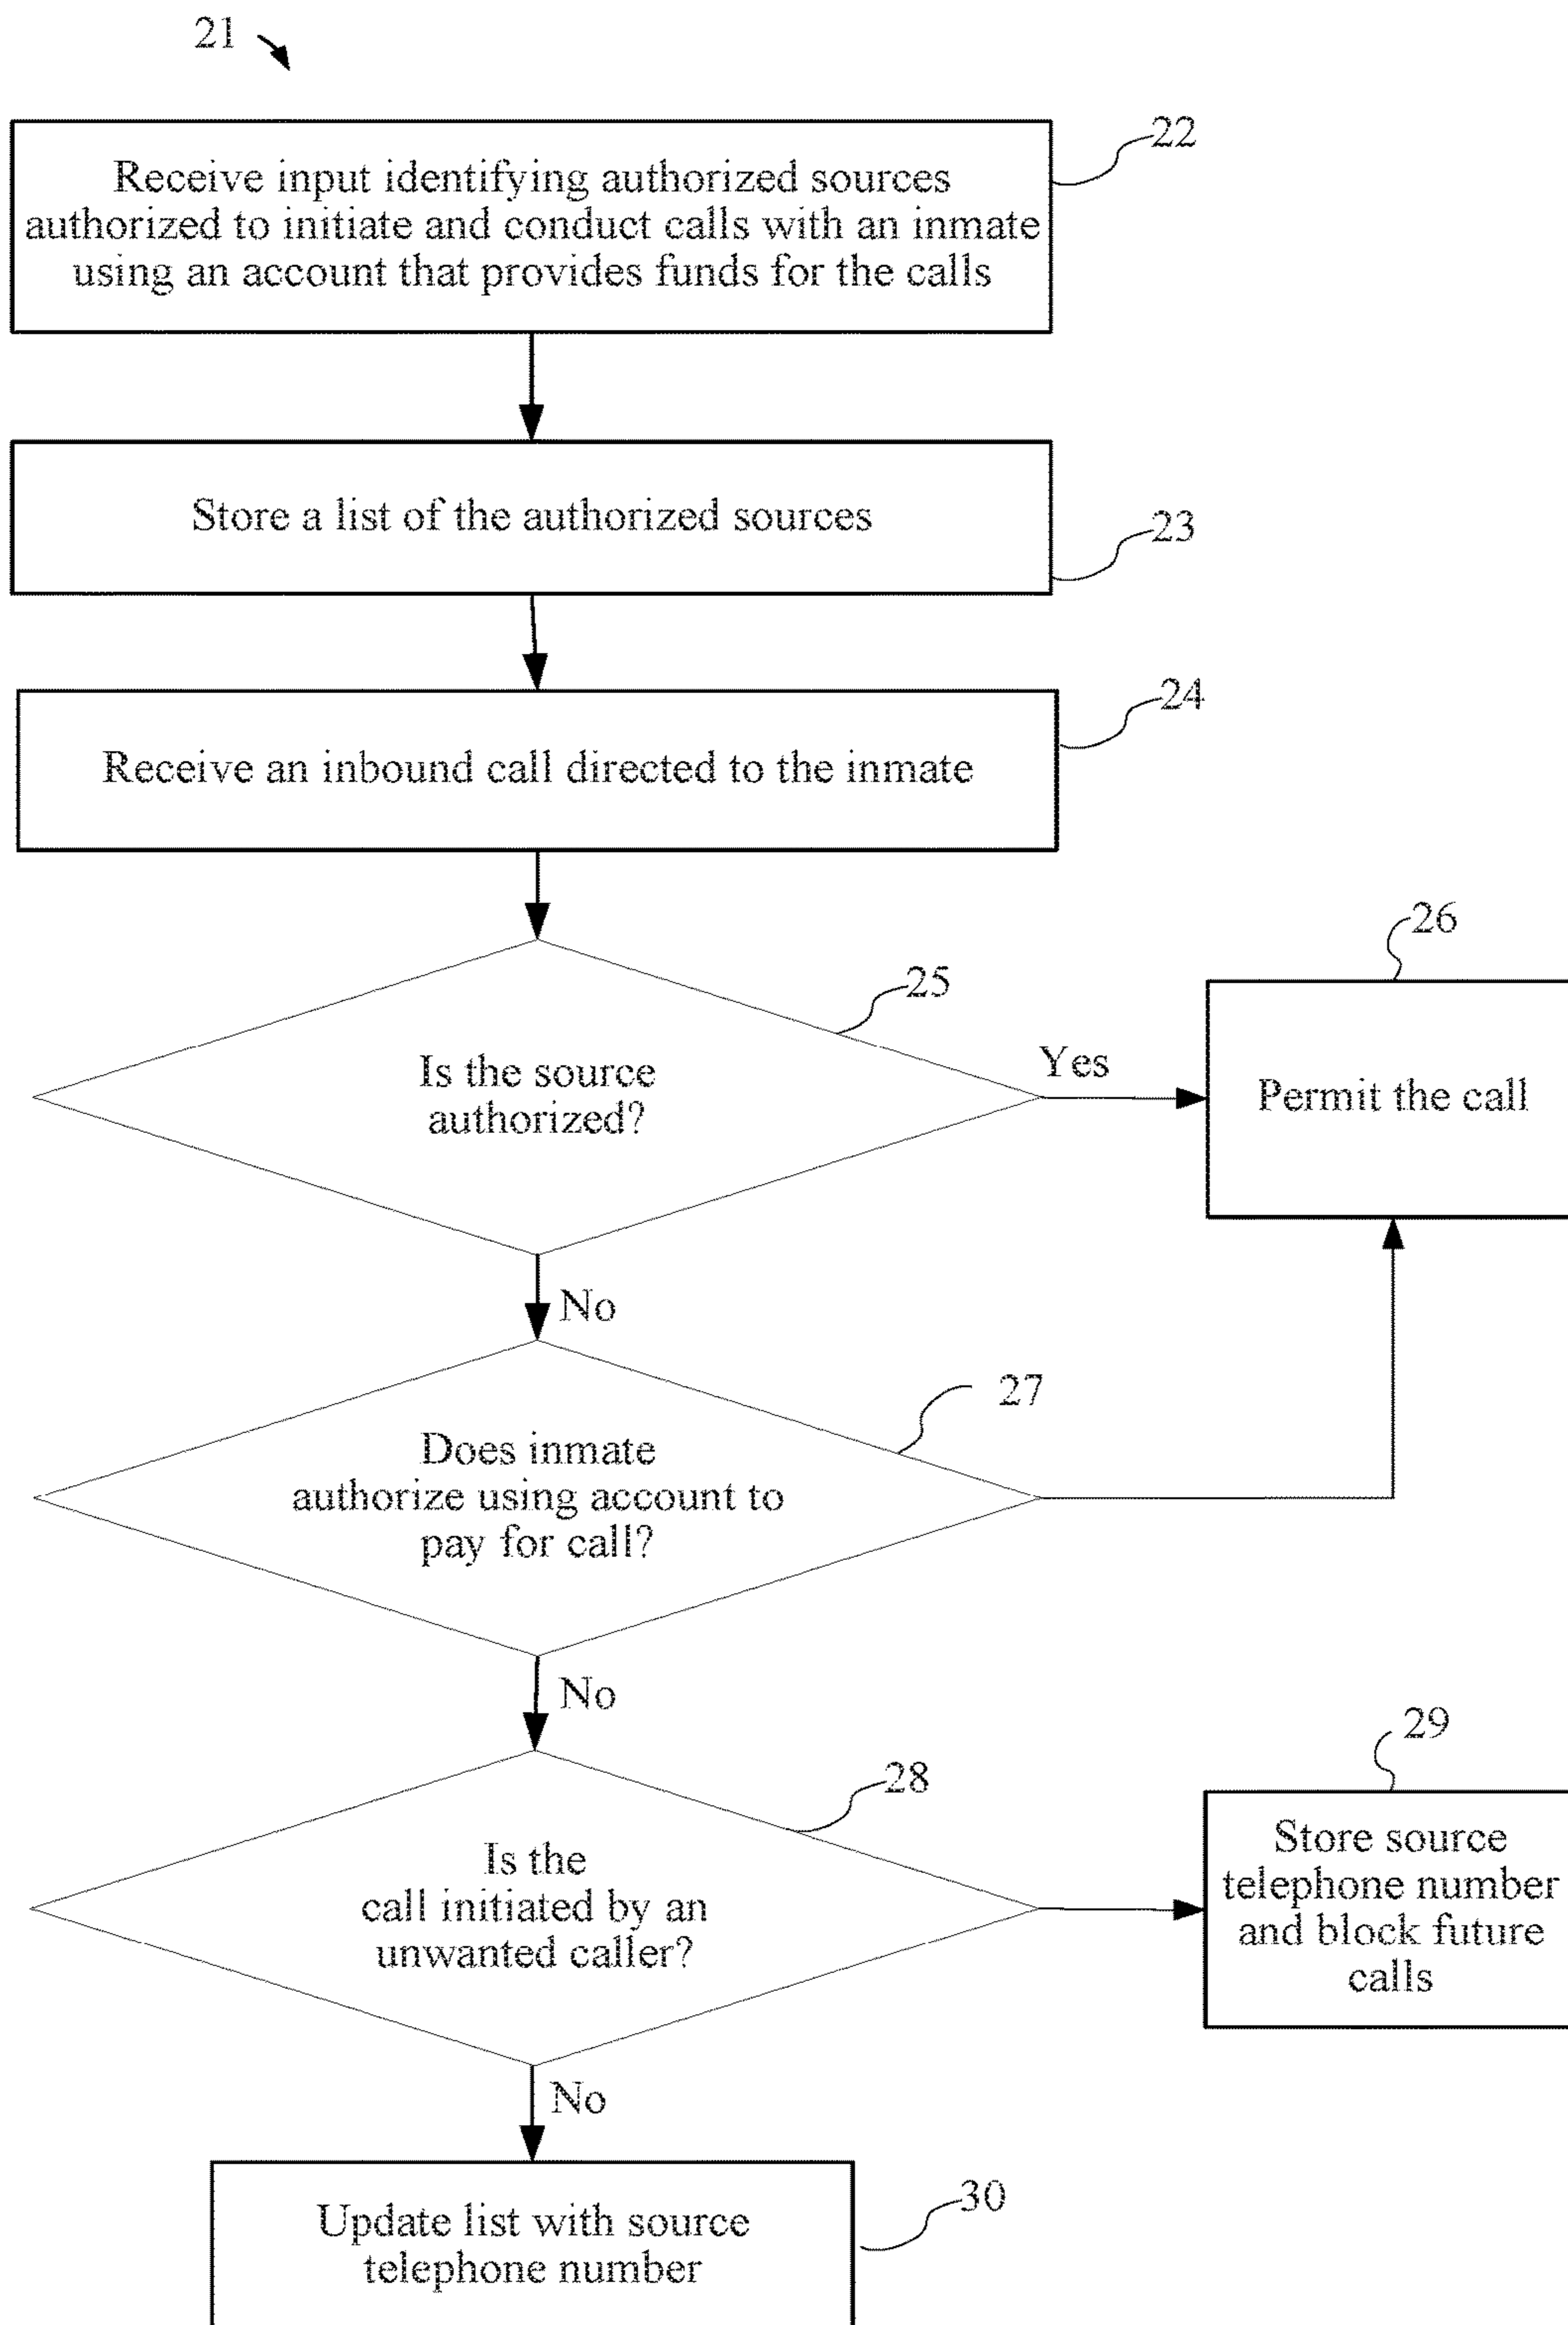 21
22
Receive input identifying authorized sources
authorized to initiate and conduct calls with an inmate
using an account that provides funds for the calls
Store a list of the authorized sources
23
24
Receive an inbound call directed to the inmate
26
25
Is the source
authorized?
Yes
Permit the call
No
27
Does inmate
authorize using account to
pay for call?
No
29
28
Is the
call initiated by an
unwanted caller?
Store source
telephone number
and block future
calls
No
30
Update list with source
telephone number